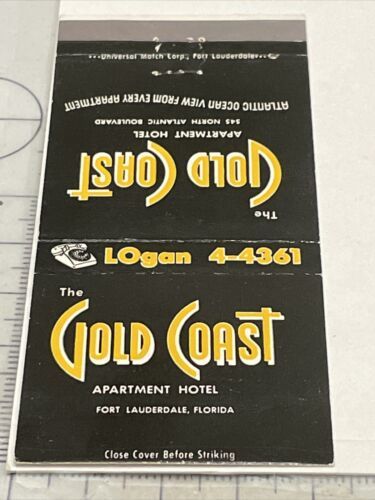 Universal Match Corp., Fort Lauderdale
ATLANTIC OCEAN VIEW FROM EVERY APARTMENT
545 NORTH ATLANTIC BOULEVARD
APARTMENT HOTEL
GOLD COAST
The
LOgan 4-4361
The
GOLD COAST
APARTMENT HOTEL
FORT LAUDERDALE, FLORIDA
Close Cover Before Striking